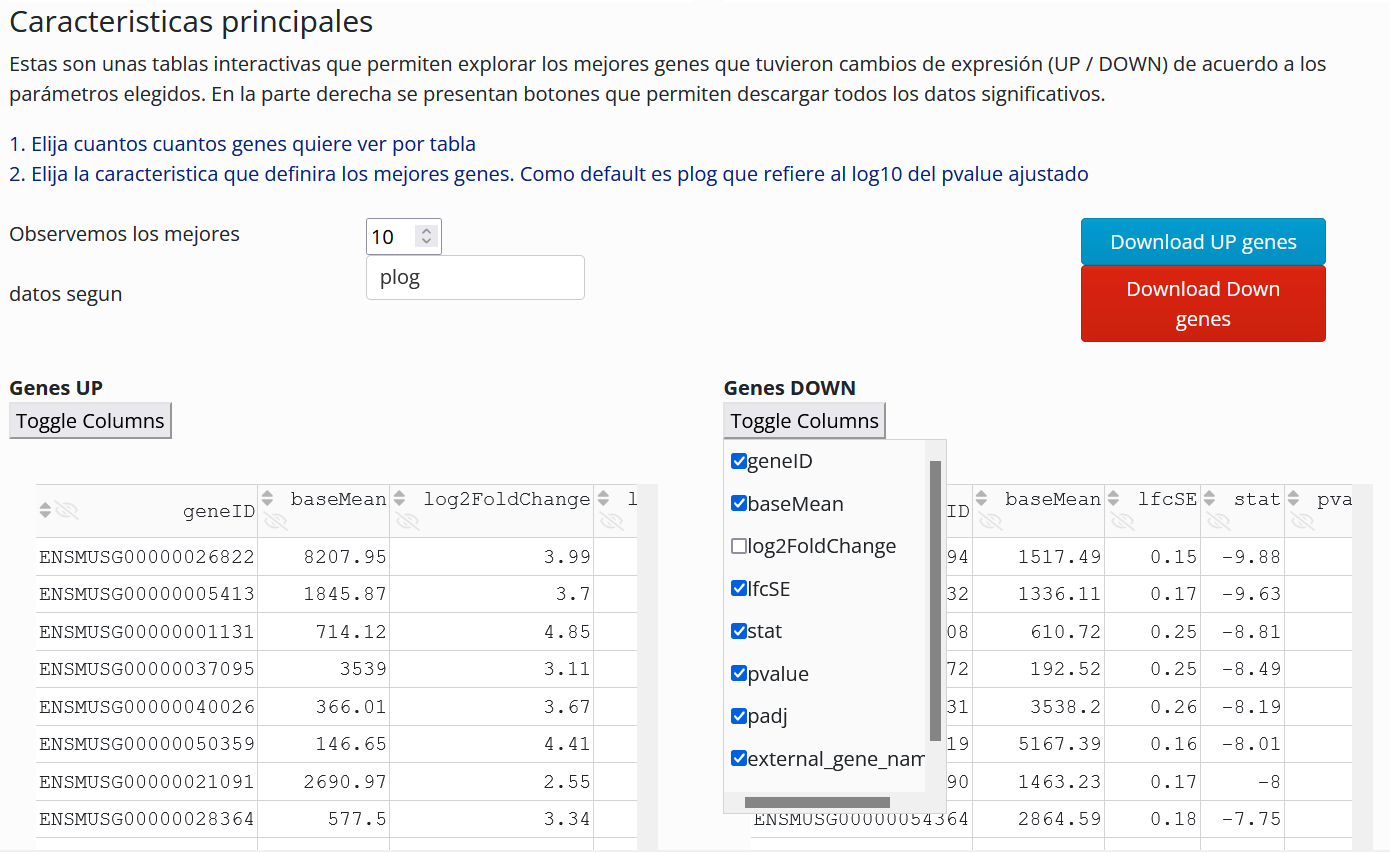 Caracteristicas principales
Estas son unas tablas interactivas que permiten explorar los mejores genes que tuvieron cambios de expresión (UP / DOWN) de acuerdo a los
parámetros elegidos. En la parte derecha se presentan botones que permiten descargar todos los datos significativos.
1. Elija cuantos cuantos genes quiere ver por tabla
2. Elija la caracteristica que definira los mejores genes. Como default es plog que refiere al log10 del pvalue ajustado
Observemos los mejores
10
datos segun
plog
Download UP genes
Download Down
genes
Genes UP
Toggle Columns
geneID baseMean log2FoldChange l
ENSMUSG00000026822 8207.95 3.99
ENSMUSG00000005413 1845.87 3.7
ENSMUSG00000001131 714.12 4.85
ENSMUSG00000037095 3539 3.11
ENSMUSG00000040026 366.01 3.67
ENSMUSG00000050359 146.65 4.41
ENSMUSG00000021091 2690.97 2.55
ENSMUSG00000028364 577.5 3.34
Genes DOWN
Toggle Columns
geneID
baseMean
log2FoldChange
lfcSE
stat
pvalue
padj
external_gene_nam
ID baseMean lfcSE stat pva
94 1517.49 0.15 -9.88
32 1336.11 0.17 -9.63
08 610.72 0.25 -8.81
72 192.52 0.25 -8.49
31 3538.2 0.26 -8.19
19 5167.39 0.16 -8.01
90 1463.23 0.17 -8
ENSMUSG00000054364 2864.59 0.18 -7.75